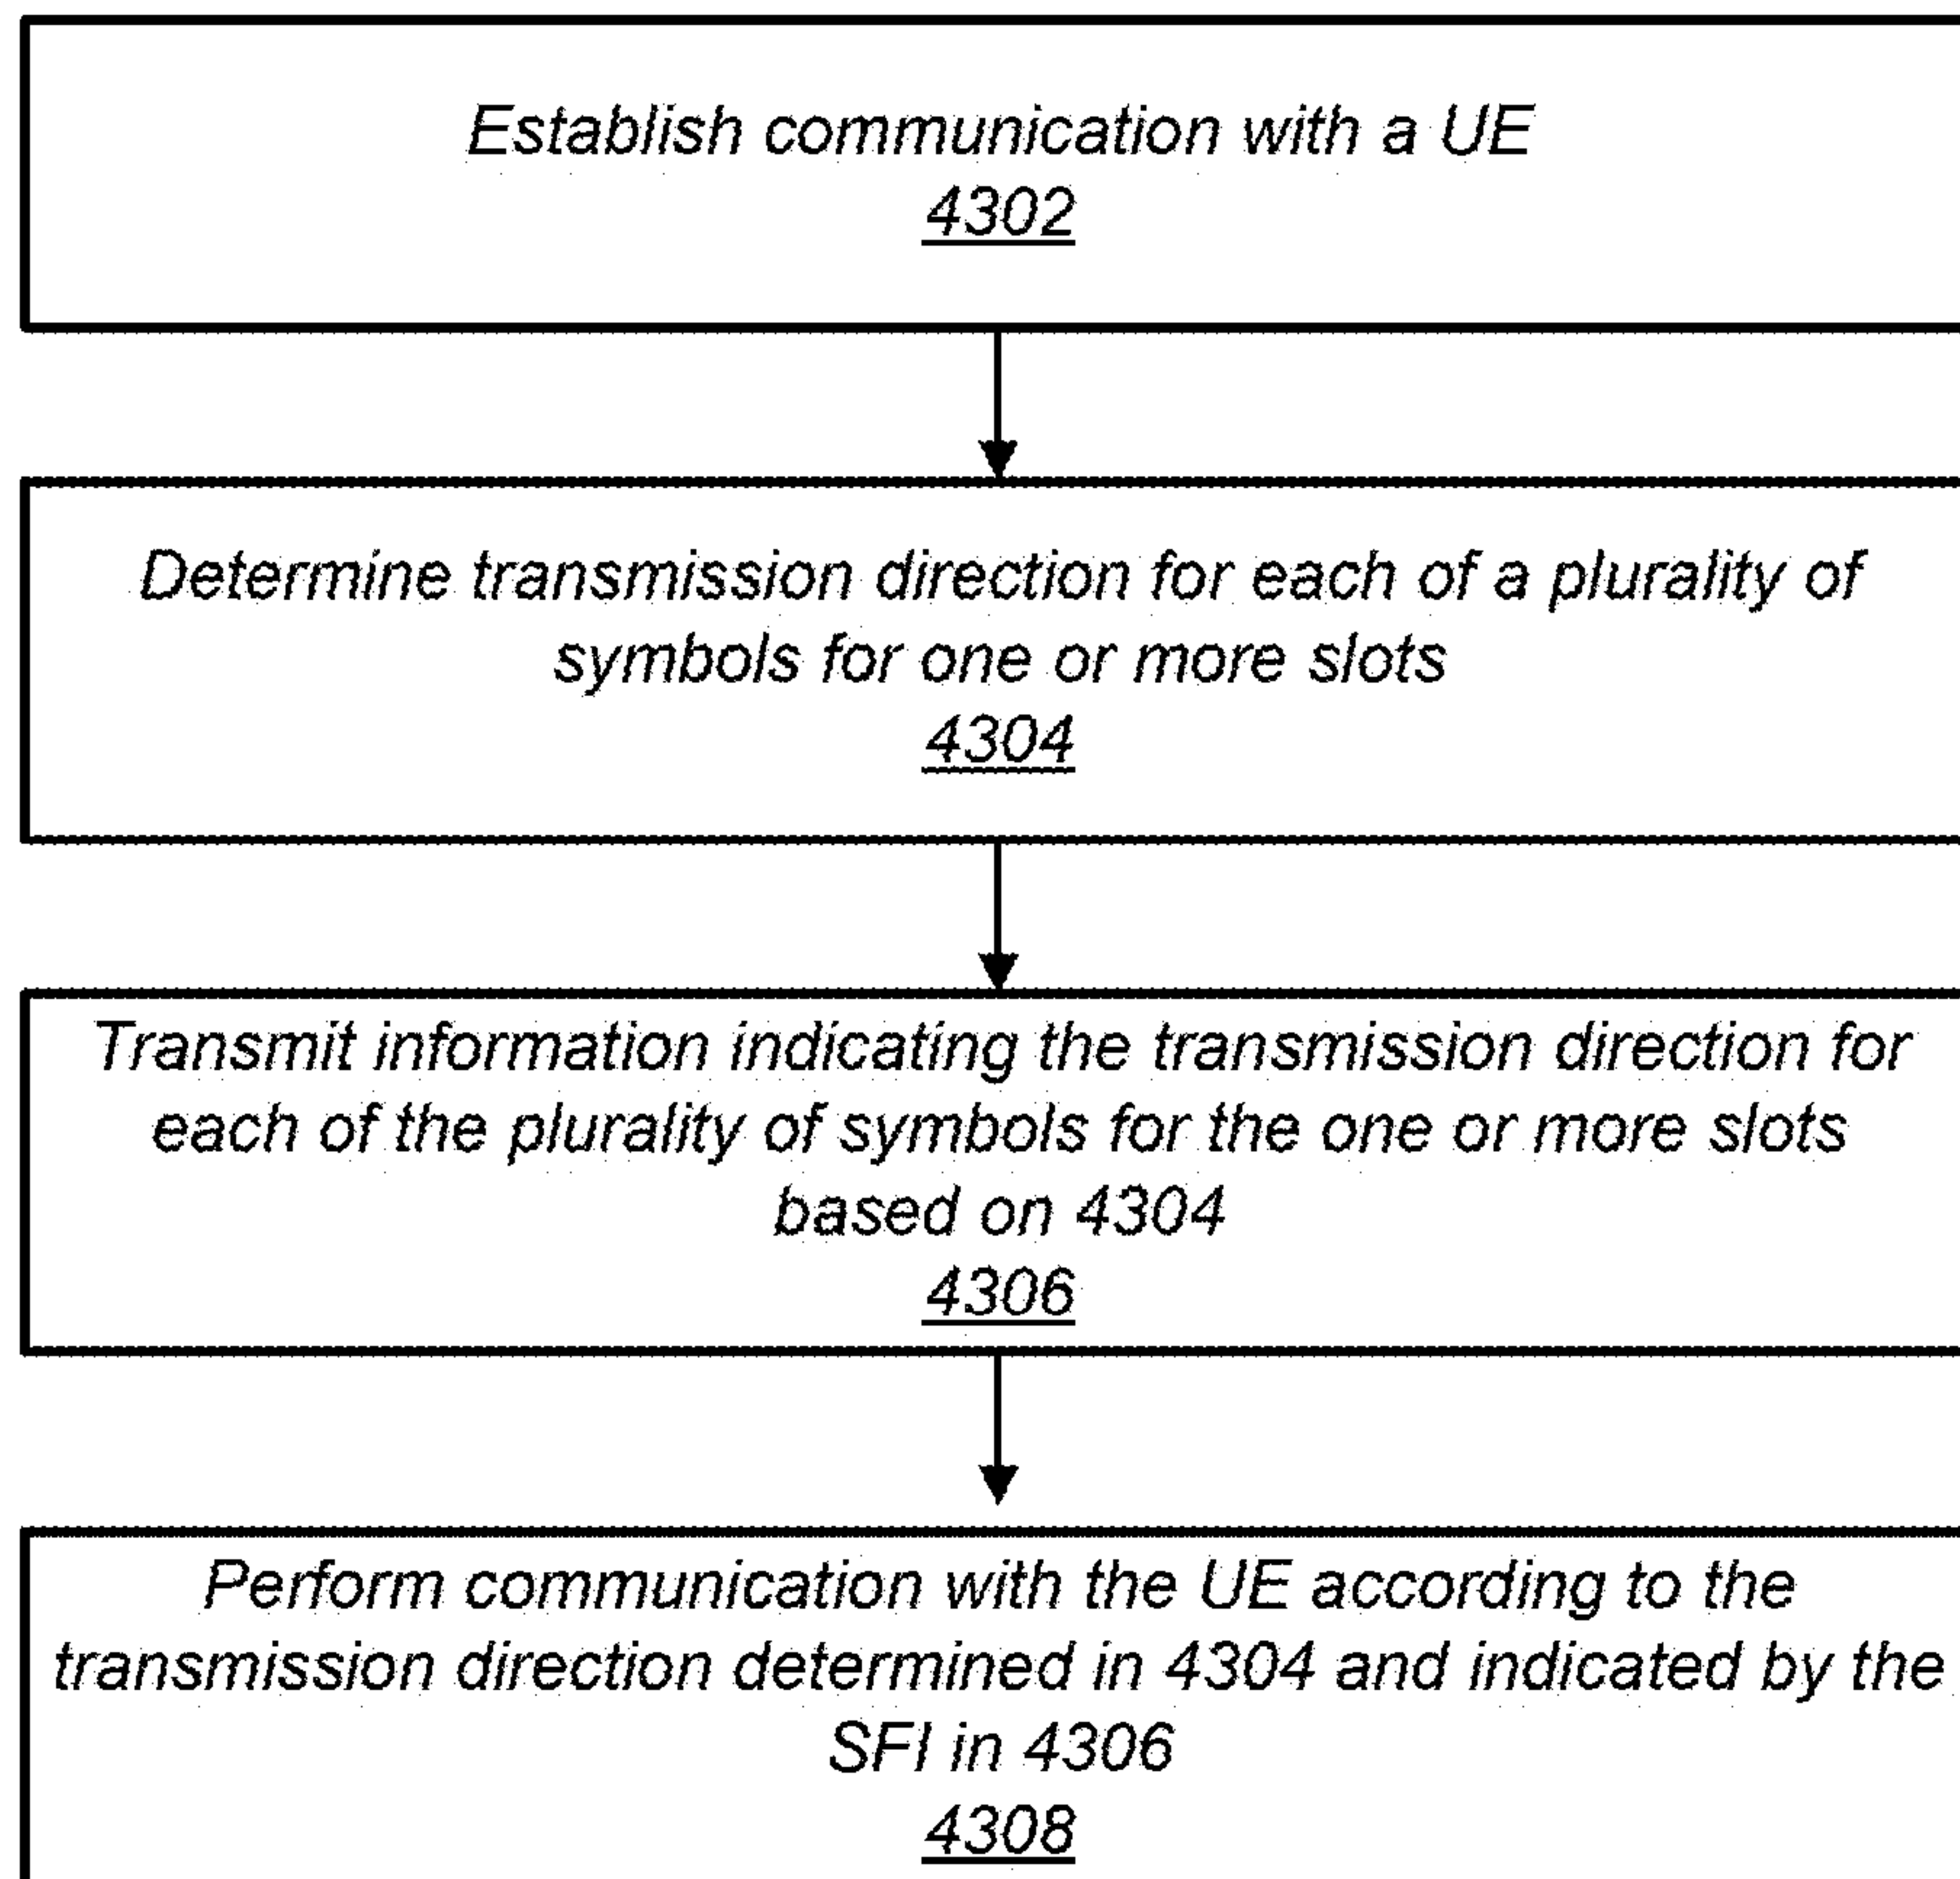 Establish communication with a UE
4302
Determine transmission direction for each of a plurality of
symbols for one or more slots
4304
Transmit information indicating the transmission direction for
each of the plurality of symbols for the one or more slots
based on 4304
4306
Perform communication with the UE according to the
transmission direction determined in 4304 and indicated by the
SFI in 4306
4308